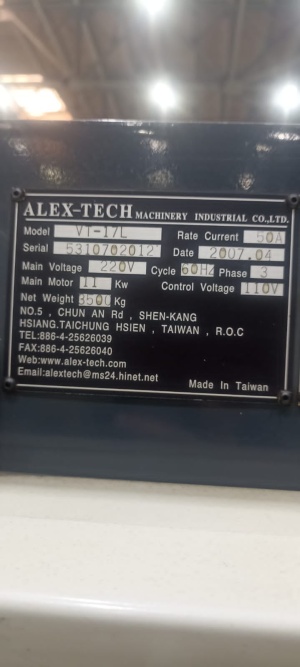 ALEX-TECH MACHINERY INDUSTRIAL CO.,LTD.
Model VT-17L Rate Current 50A
Serial 5310702012 Date 2007.04
Main Voltage 220V Cycle 60HZ Phase 3
Main Motor 11 Kw Control Voltage 110V
Net Weight 3500 Kg
NO.5 , CHUN AN Rd , SHEN-KANG
HSIANG.TAICHUNG HSIEN , TAIWAN , R.O.C
TEL:886-4-25626039
FAX:886-4-25626040
Web:www.alex-tech.com
Email:alextech@ms24.hinet.net
Made In Taiwan